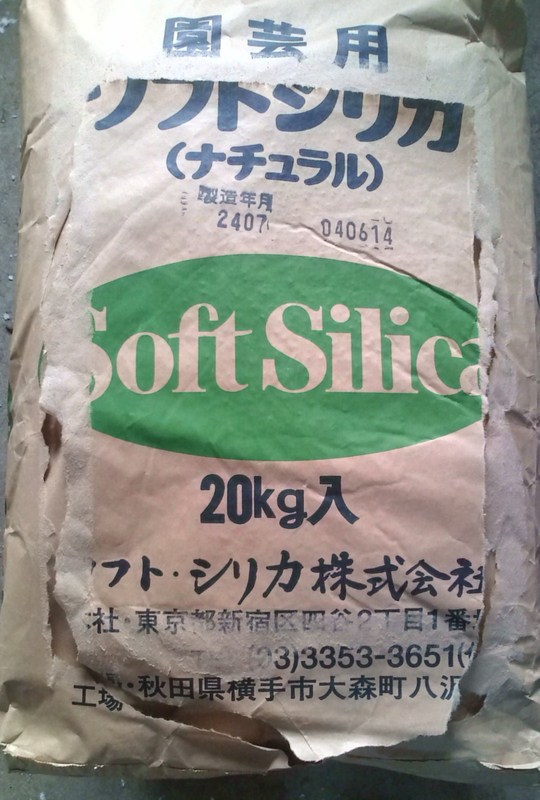 園芸用
ソフトシリカ
(ナチュラル)
製造年月
2407 040614
Soft Silica
20kg入
ソフト・シリカ株式会社
社・東京都新宿区四谷2丁目1番
(03)3353-3651(
工場・秋田県横手市大森町八沢